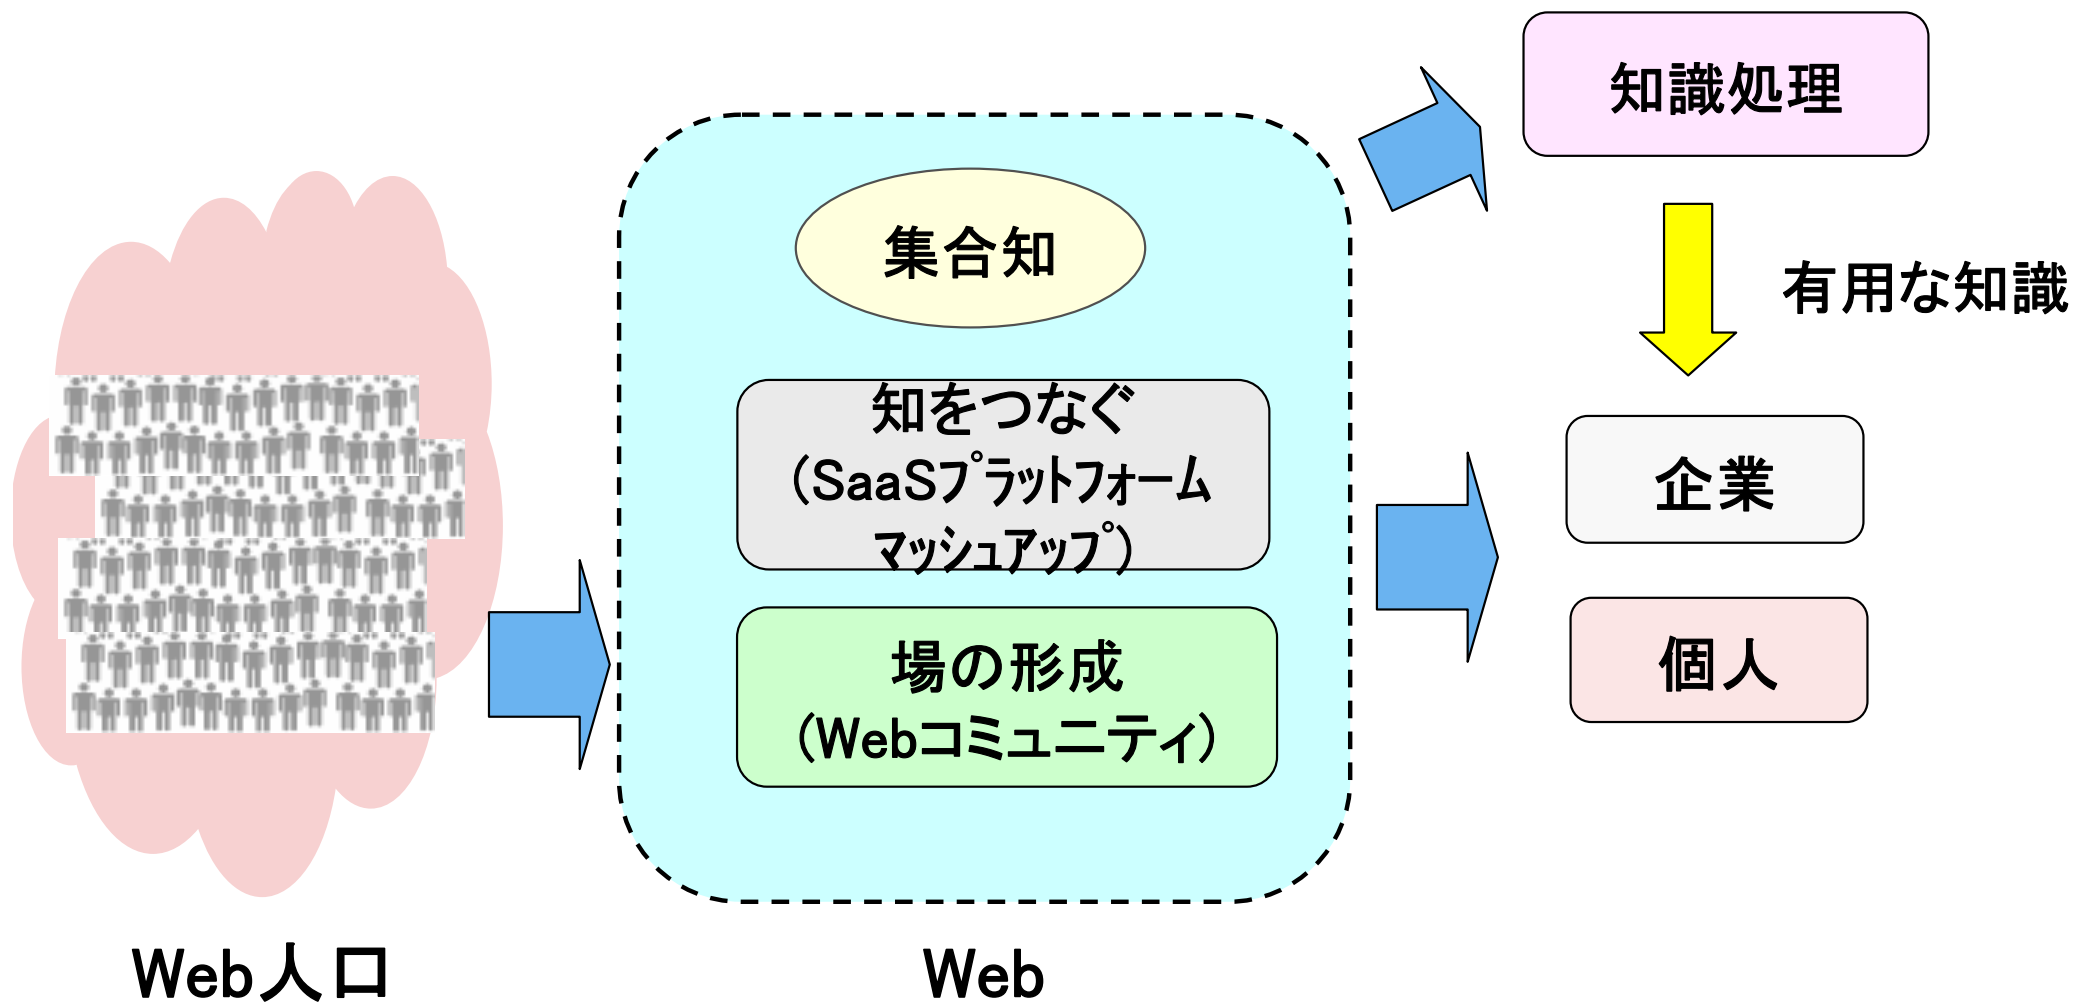 知識処理
集合知
有用な知識
知をつなぐ
(SaaSプラットフォーム
マッシュアップ)
企業
場の形成
(Webコミュニティ)
個人
Web人口
Web